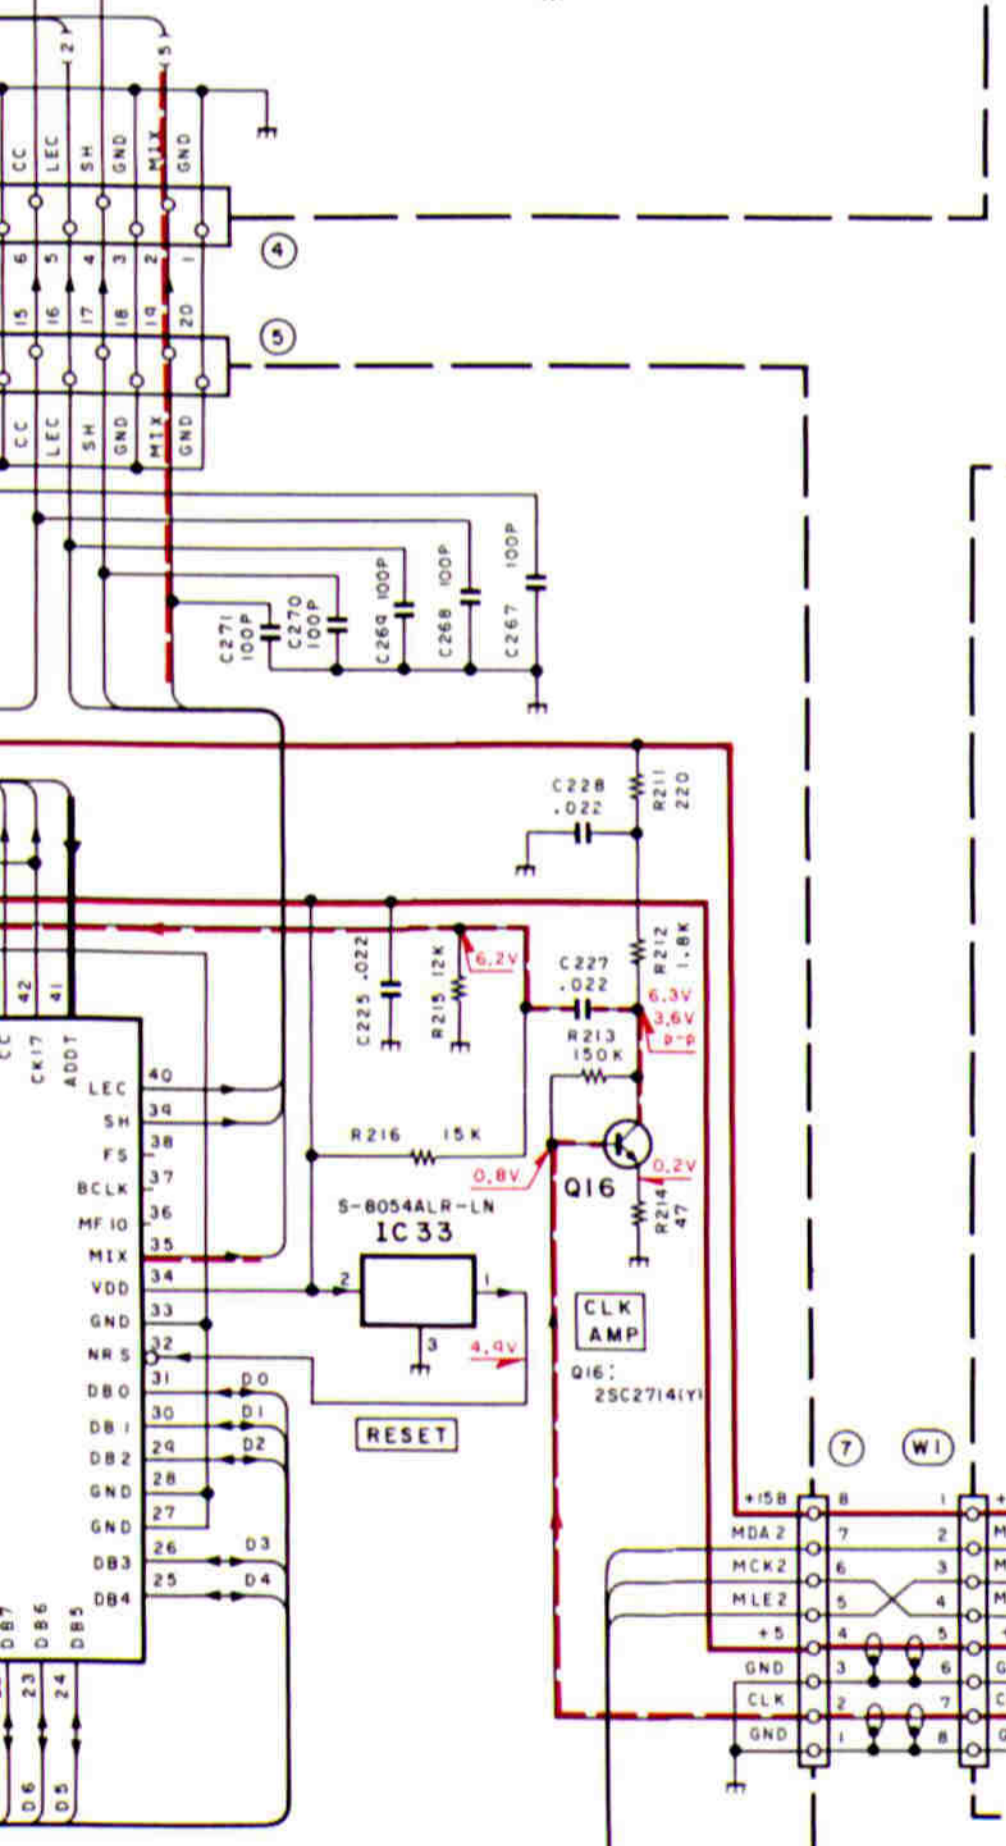 (2)
(5)
CC
LEC
SH
GND
MIX
GND
6
5
4
3
2
1
4
15
16
17
18
19
20
5
CC
LEC
SH
GND
MIX
GND
C271
100P
C270
100P
C269 100P
C268 100P
C267 100P
C228
.022
R211
220
R212
1.8K
C225 .022
R215 12K
6.2V
C227
.022
6.3V
3.6V
P-P
R213
150K
42
41
CC
CK17
ADDT
LEC 40
SH 39
FS 38
BCLK 37
MF10 36
MIX 35
VDD 34
GND 33
NRS 32
DB0 31 D0
DB1 30 D1
DB2 29 D2
GND 28
GND 27
DB3 26 D3
DB4 25 D4
R216 15K
0.8V
Q16
0.2V
R214
47
S-8054ALR-LN
IC33
2
1
3
4.9V
RESET
CLK
AMP
Q16:
2SC2714(Y)
7
W1
+15B 8 1 +
MDA2 7 2 M
MCK2 6 3 M
MLE2 5 4 M
+5 4 5 +
GND 3 6 G
CLK 2 7 C
GND 1 8 G
DB7
DB6
DB5
23
24
D6
D5